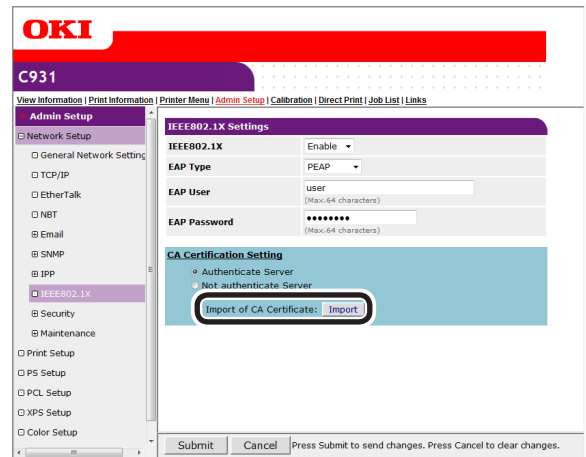 OKI
C931
View Information | Print Information | Printer Menu | Admin Setup | Calibration | Direct Print | Job List | Links
Admin Setup
Network Setup
General Network Setting
TCP/IP
EtherTalk
NBT
Email
SNMP
IPP
IEEE802.1X
Security
Maintenance
Print Setup
PS Setup
PCL Setup
XPS Setup
Color Setup
IEEE802.1X Settings
IEEE802.1X Enable
EAP Type PEAP
EAP User user
(Max.64 characters)
EAP Password ••••••••
(Max.64 characters)
CA Certification Setting
Authenticate Server
Not authenticate Server
Import of CA Certificate: Import
Submit Cancel Press Submit to send changes. Press Cancel to clear changes.